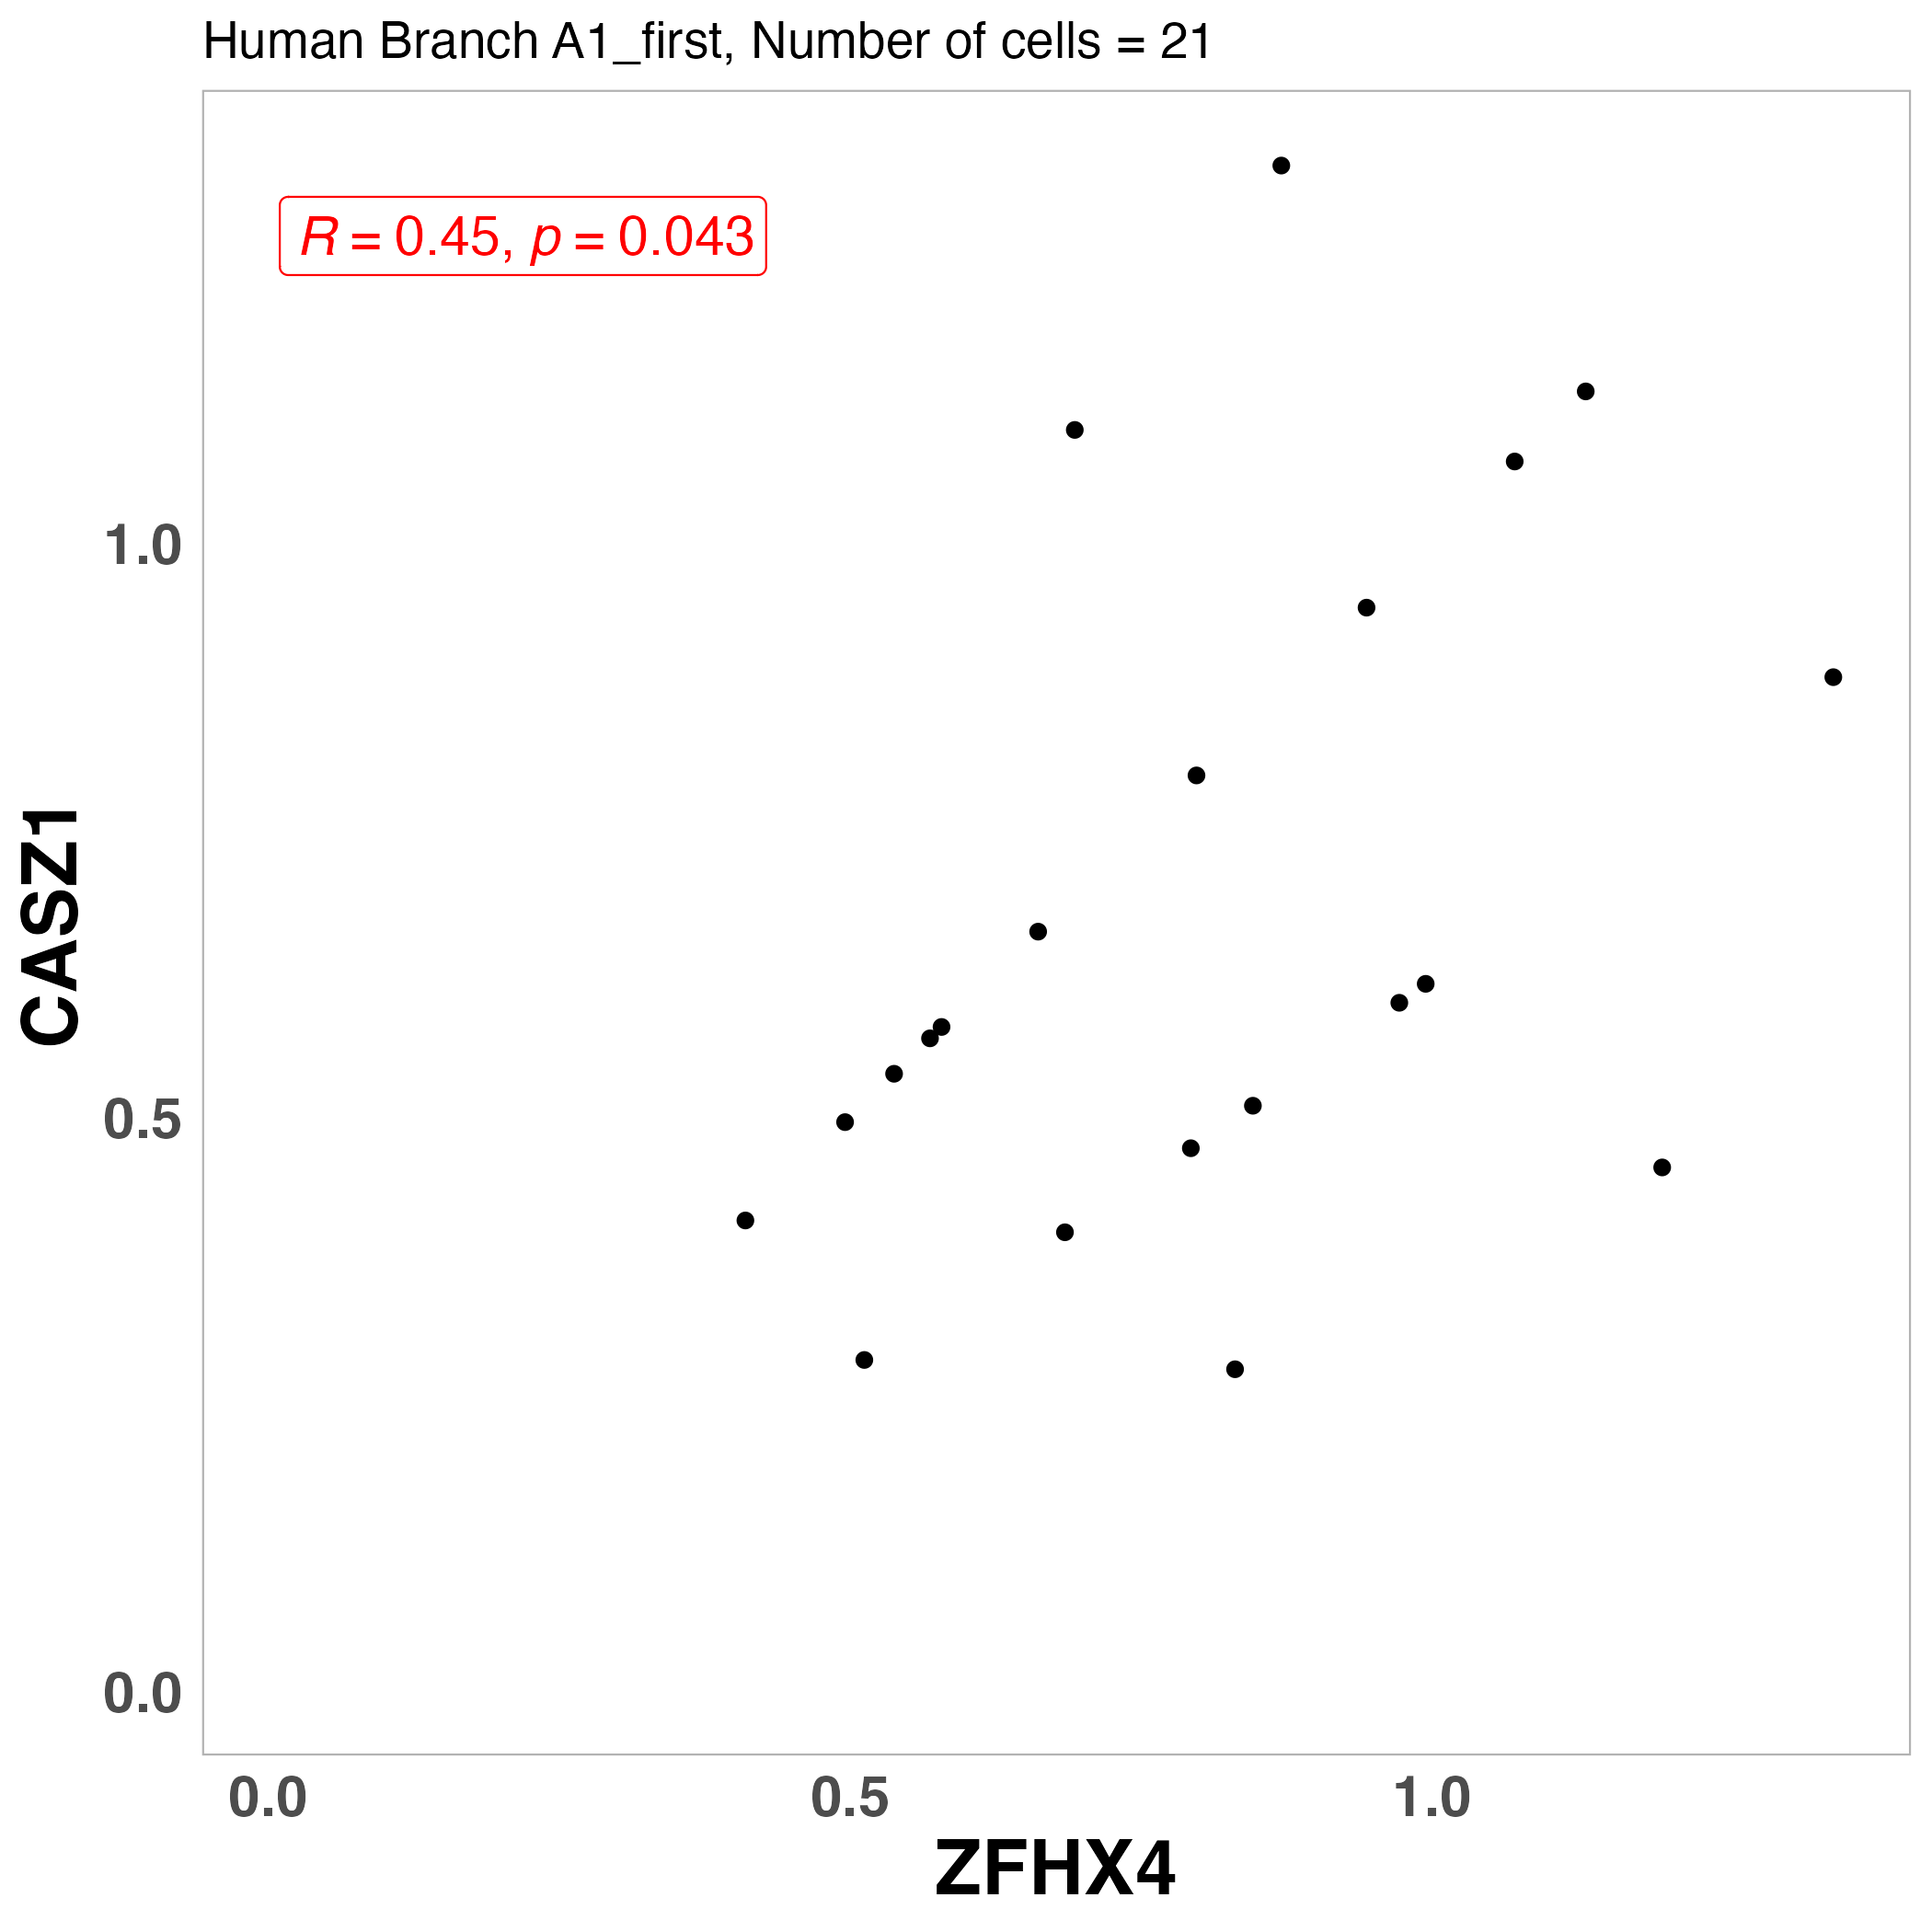 Human Branch A1_first, Number of cells = 21
R = 0.45, p = 0.043
1.0
0.5
0.0
CASZ1
0.0 0.5 1.0
ZFHX4